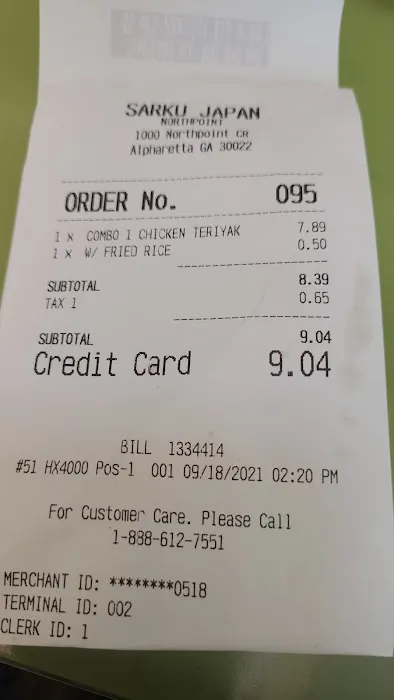 SARKU JAPAN
NORTHPOINT
1000 Northpoint CR
Alpharetta GA 30022
ORDER No. 095
1 x COMBO 1 CHICKEN TERIYAK 7.89
1 x W/ FRIED RICE 0.50
SUBTOTAL 8.39
TAX 1 0.65
SUBTOTAL 9.04
Credit Card 9.04
BILL 1334414
#51 HX4000 Pos-1 001 09/18/2021 02:20 PM
For Customer Care. Please Call
1-888-612-7551
MERCHANT ID: ********0518
TERMINAL ID: 002
CLERK ID: 1